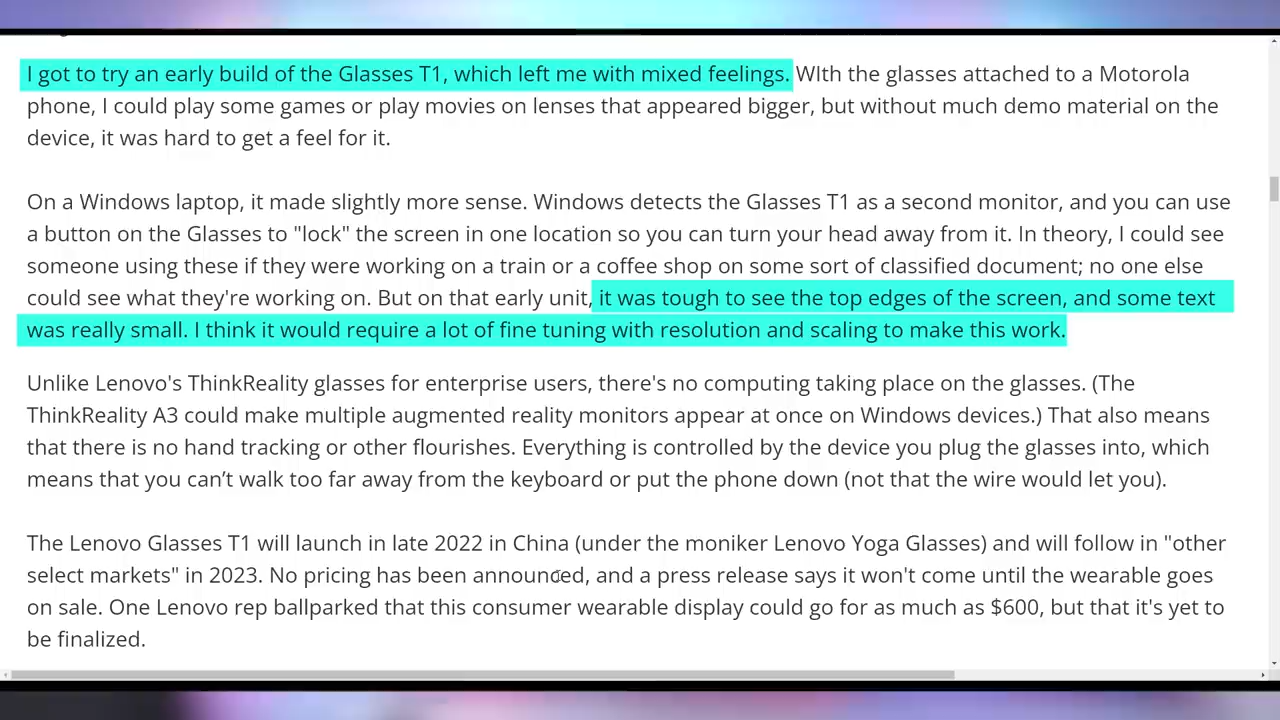 I got to try an early build of the Glasses T1, which left me with mixed feelings. WIth the glasses attached to a Motorola
phone, I could play some games or play movies on lenses that appeared bigger, but without much demo material on the
device, it was hard to get a feel for it.
On a Windows laptop, it made slightly more sense. Windows detects the Glasses T1 as a second monitor, and you can use
a button on the Glasses to "lock" the screen in one location so you can turn your head away from it. In theory, I could see
someone using these if they were working on a train or a coffee shop on some sort of classified document; no one else
could see what they're working on. But on that early unit, it was tough to see the top edges of the screen, and some text
was really small. I think it would require a lot of fine tuning with resolution and scaling to make this work.
Unlike Lenovo's ThinkReality glasses for enterprise users, there's no computing taking place on the glasses. (The
ThinkReality A3 could make multiple augmented reality monitors appear at once on Windows devices.) That also means
that there is no hand tracking or other flourishes. Everything is controlled by the device you plug the glasses into, which
means that you can’t walk too far away from the keyboard or put the phone down (not that the wire would let you).
The Lenovo Glasses T1 will launch in late 2022 in China (under the moniker Lenovo Yoga Glasses) and will follow in "other
select markets" in 2023. No pricing has been announced, and a press release says it won't come until the wearable goes
on sale. One Lenovo rep ballparked that this consumer wearable display could go for as much as $600, but that it's yet to
be finalized.